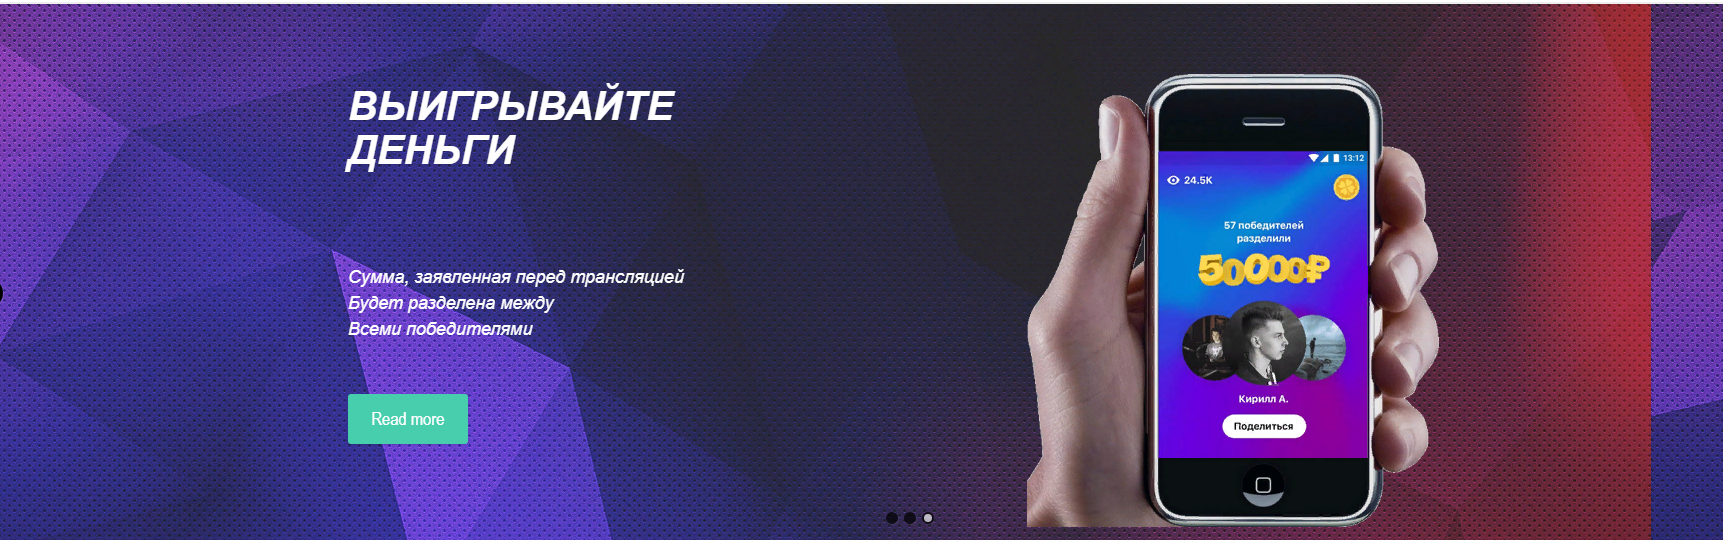 ВЫИГРЫВАЙТЕ
ДЕНЬГИ
Сумма, заявленная перед трансляцией
Будет разделена между
Всеми победителями
Read more
13:12
24.5K
57 победителей
разделили
50000₽
Кирилл А.
Поделиться